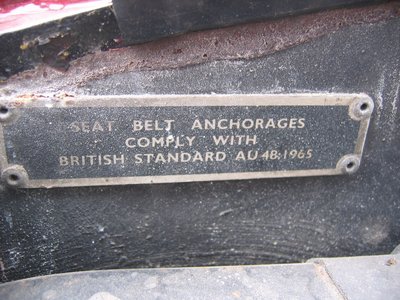 SEAT BELT ANCHORAGES
COMPLY WITH
BRITISH STANDARD AU 48:1965